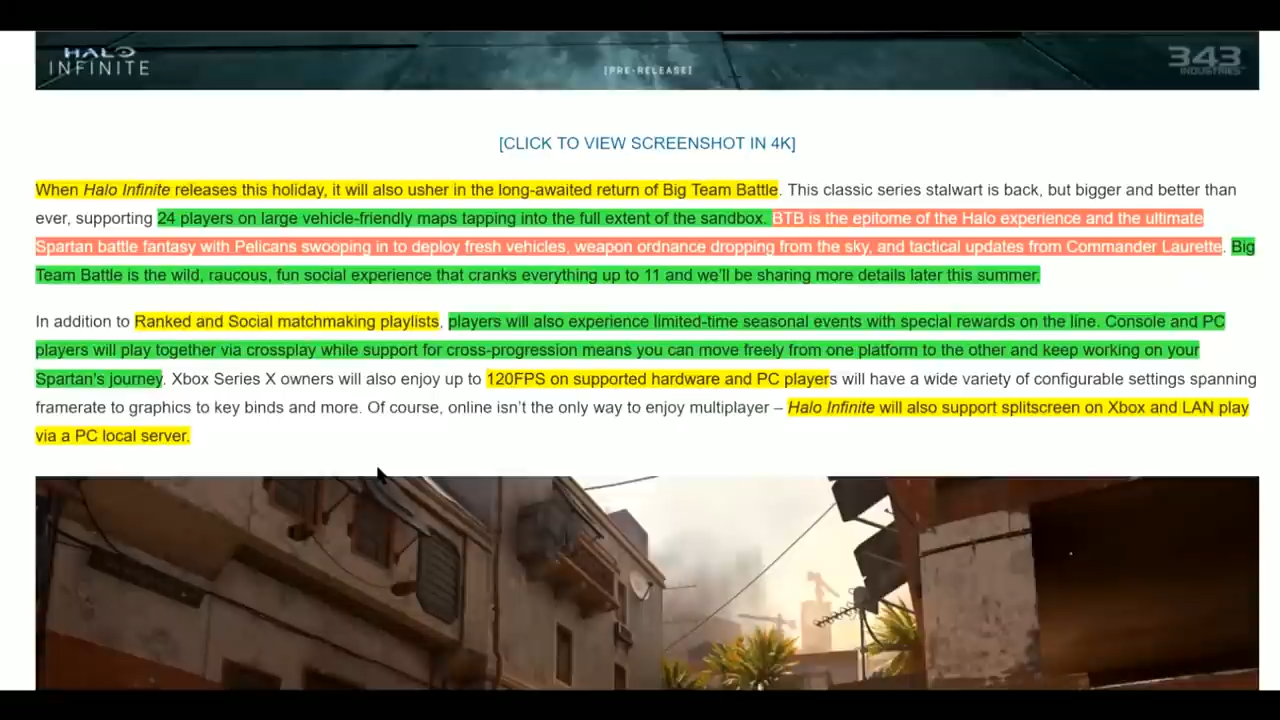 HALO
INFINITE
[PRE-RELEASE]
343
INDUSTRIES
[CLICK TO VIEW SCREENSHOT IN 4K]
When Halo Infinite releases this holiday, it will also usher in the long-awaited return of Big Team Battle. This classic series stalwart is back, but bigger and better than
ever, supporting 24 players on large vehicle-friendly maps tapping into the full extent of the sandbox. BTB is the epitome of the Halo experience and the ultimate
Spartan battle fantasy with Pelicans swooping in to deploy fresh vehicles, weapon ordnance dropping from the sky, and tactical updates from Commander Laurette. Big
Team Battle is the wild, raucous, fun social experience that cranks everything up to 11 and we'll be sharing more details later this summer.
In addition to Ranked and Social matchmaking playlists, players will also experience limited-time seasonal events with special rewards on the line. Console and PC
players will play together via crossplay while support for cross-progression means you can move freely from one platform to the other and keep working on your
Spartan's journey. Xbox Series X owners will also enjoy up to 120FPS on supported hardware and PC players will have a wide variety of configurable settings spanning
framerate to graphics to key binds and more. Of course, online isn't the only way to enjoy multiplayer – Halo Infinite will also support splitscreen on Xbox and LAN play
via a PC local server.